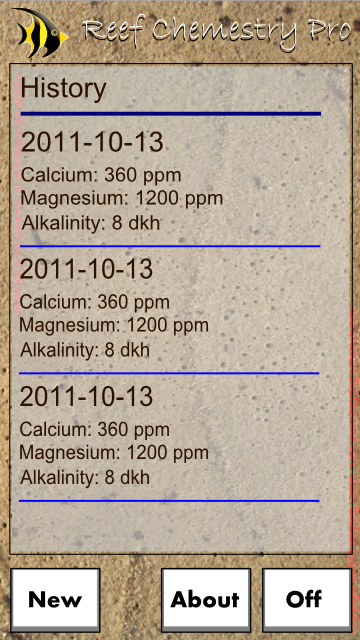 Reef Chemestry Pro
History
2011-10-13
Calcium: 360 ppm
Magnesium: 1200 ppm
Alkalinity: 8 dkh
2011-10-13
Calcium: 360 ppm
Magnesium: 1200 ppm
Alkalinity: 8 dkh
2011-10-13
Calcium: 360 ppm
Magnesium: 1200 ppm
Alkalinity: 8 dkh
New About Off